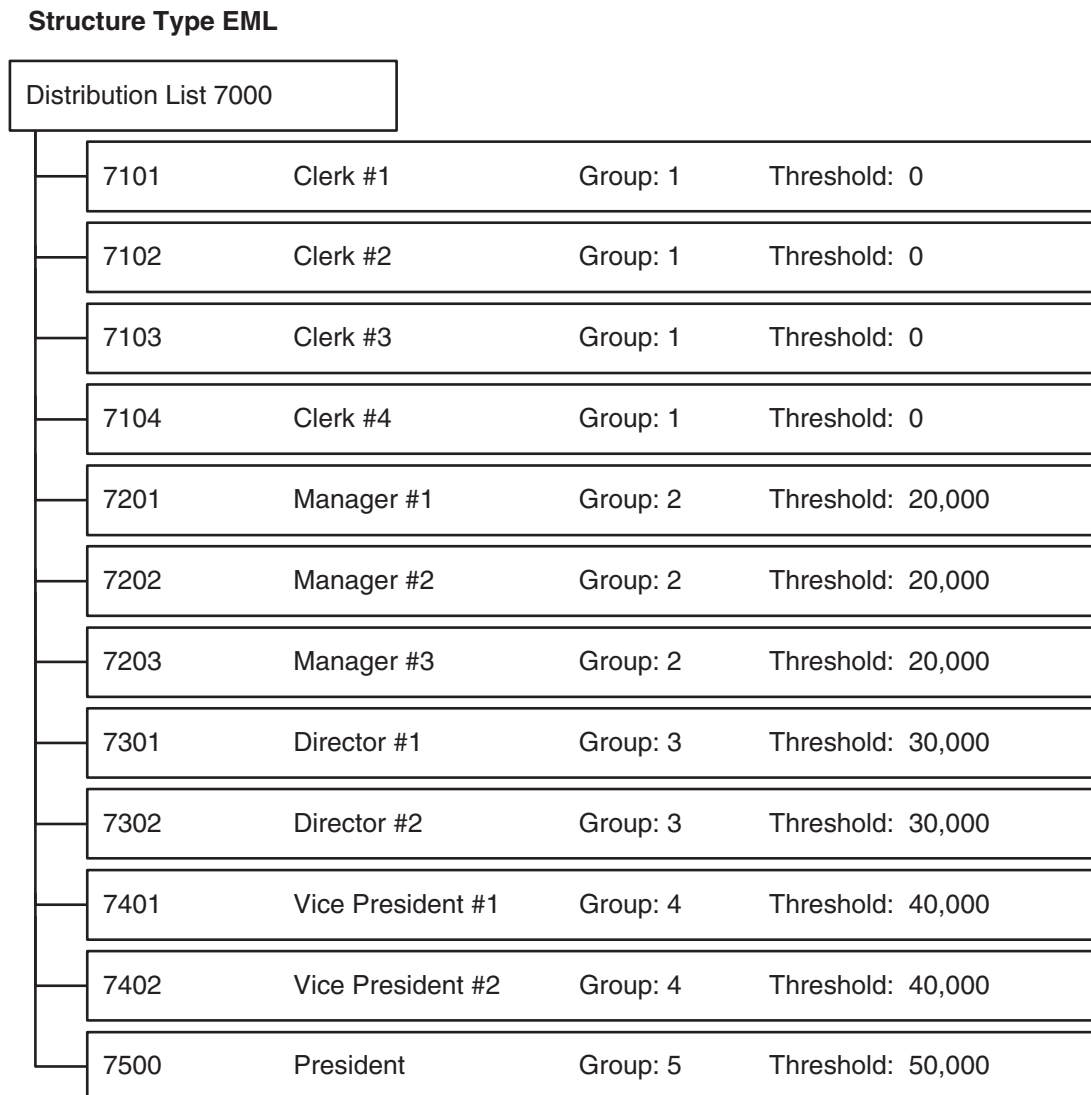 Structure Type EML
Distribution List 7000
7101 Clerk #1 Group: 1 Threshold: 0
7102 Clerk #2 Group: 1 Threshold: 0
7103 Clerk #3 Group: 1 Threshold: 0
7104 Clerk #4 Group: 1 Threshold: 0
7201 Manager #1 Group: 2 Threshold: 20,000
7202 Manager #2 Group: 2 Threshold: 20,000
7203 Manager #3 Group: 2 Threshold: 20,000
7301 Director #1 Group: 3 Threshold: 30,000
7302 Director #2 Group: 3 Threshold: 30,000
7401 Vice President #1 Group: 4 Threshold: 40,000
7402 Vice President #2 Group: 4 Threshold: 40,000
7500 President Group: 5 Threshold: 50,000